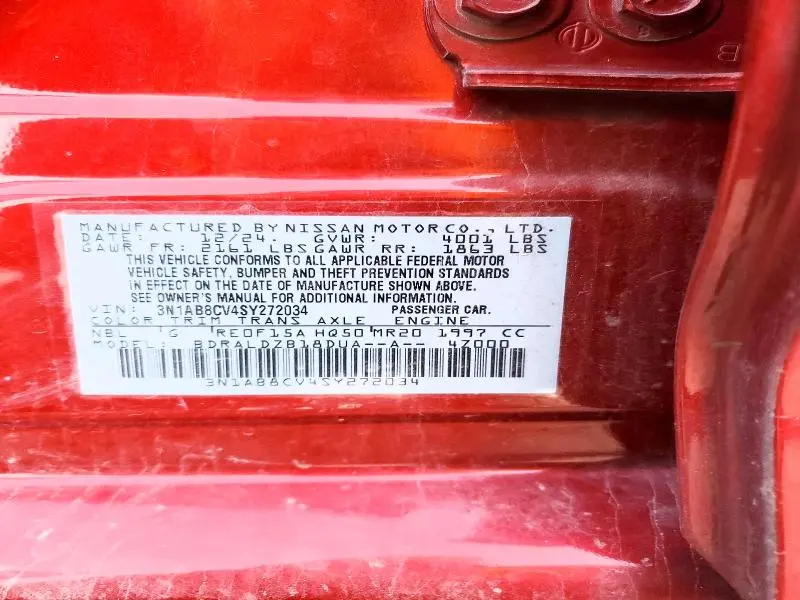 MANUFACTURED BY NISSAN MOTOR CO., LTD.
DATE: 12/24. GVWR: 4001 LBS
GAWR FR: 2161 LBS GAWR RR: 1863 LBS
THIS VEHICLE CONFORMS TO ALL APPLICABLE FEDERAL MOTOR
VEHICLE SAFETY, BUMPER AND THEFT PREVENTION STANDARDS
IN EFFECT ON THE DATE OF MANUFACTURE SHOWN ABOVE.
SEE OWNER'S MANUAL FOR ADDITIONAL INFORMATION.
VIN: 3N1AB8CV4SY272034 PASSENGER CAR.
COLOR TRIM TRANS AXLE ENGINE
NBL G RE0F15A HQ50 MR20 1997 CC
MODEL: BDRALDZB18DUA--A-- 4Z000
3N1AB8CV4SY272034